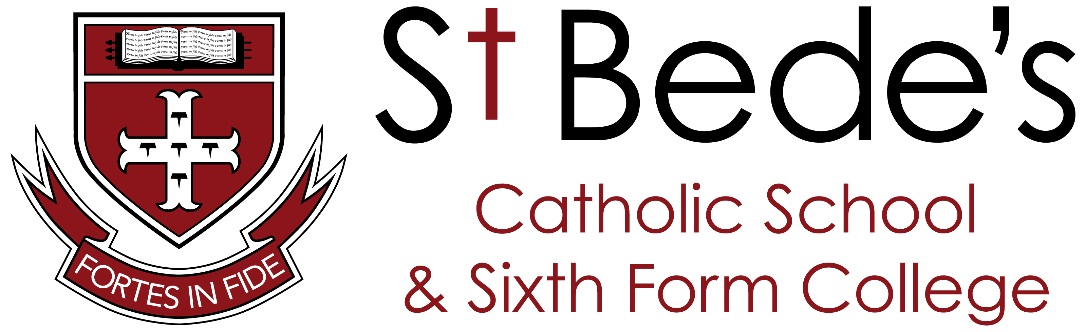 St Bede's
Catholic School
& Sixth Form College
FORTES IN FIDE